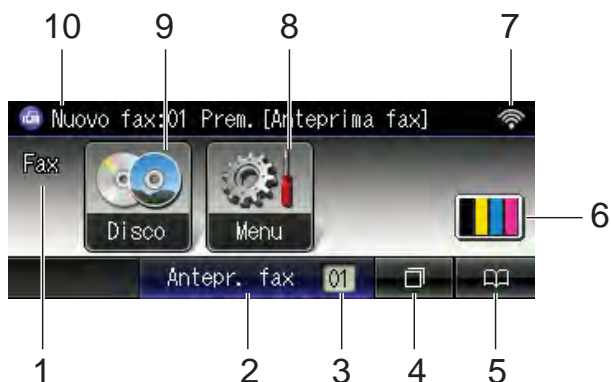 10 9 8 7
Nuovo fax:01 Prem.[Anteprima fax]
Fax
Disco Menu
6
Antepr. fax 01
1 2 3 4 5